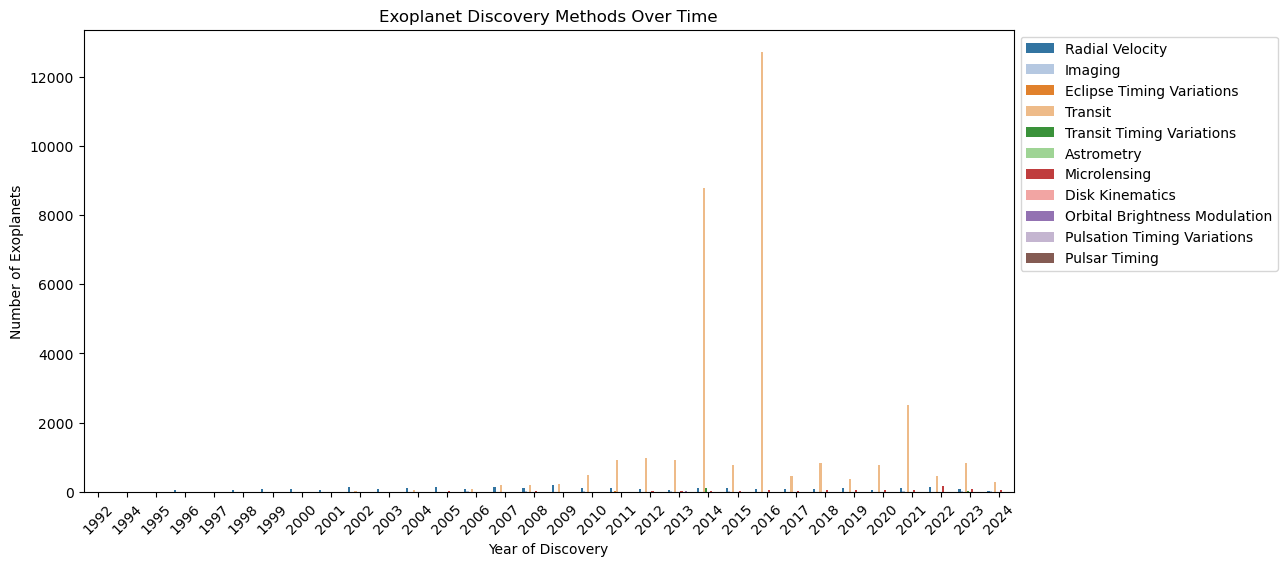 Exoplanet Discovery Methods Over Time
Number of Exoplanets
12000
10000
8000
6000
4000
2000
0
1992
1994
1995
1996
1997
1998
1999
2000
2001
2002
2003
2004
2005
2006
2007
2008
2009
2010
2011
2012
2013
2014
2015
2016
2017
2018
2019
2020
2021
2022
2023
2024
Year of Discovery
Radial Velocity
Imaging
Eclipse Timing Variations
Transit
Transit Timing Variations
Astrometry
Microlensing
Disk Kinematics
Orbital Brightness Modulation
Pulsation Timing Variations
Pulsar Timing